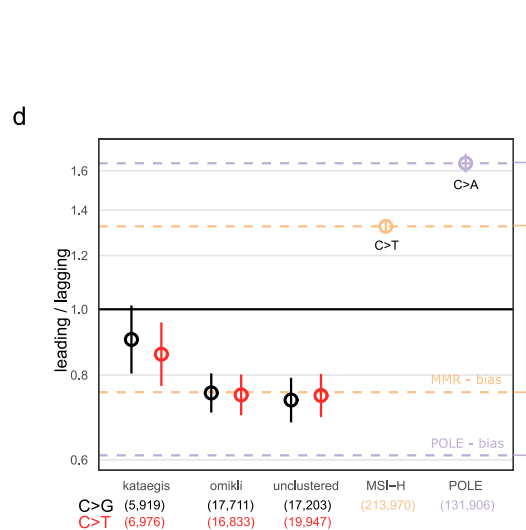 d
leading / lagging
1.6
1.4
1.2
1.0
0.8
0.6
C>A
C>T
MMR - bias
POLE - bias
kataegis omikli unclustered MSI–H POLE
C>G (5,919) (17,711) (17,203) (213,970) (131,906)
C>T (6,976) (16,833) (19,947)